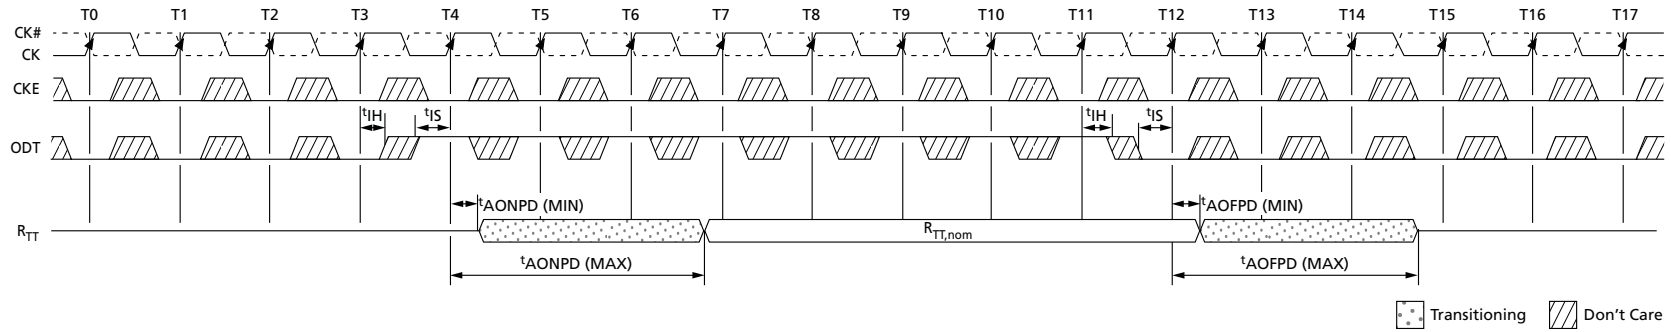 T0 T1 T2 T3 T4 T5 T6 T7 T8 T9 T10 T11 T12 T13 T14 T15 T16 T17
CK#
CK
CKE
tIH tIS tIH tIS
ODT
tAONPD (MIN) tAOFPD (MIN)
RTT RTT,nom
tAONPD (MAX) tAOFPD (MAX)
Transitioning Don't Care